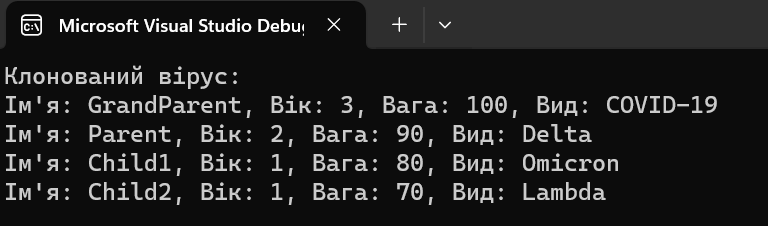 Microsoft Visual Studio Debu
Клонований вірус:
Ім'я: GrandParent, Вік: 3, Вага: 100, Вид: COVID-19
Ім'я: Parent, Вік: 2, Вага: 90, Вид: Delta
Ім'я: Child1, Вік: 1, Вага: 80, Вид: Omicron
Ім'я: Child2, Вік: 1, Вага: 70, Вид: Lambda